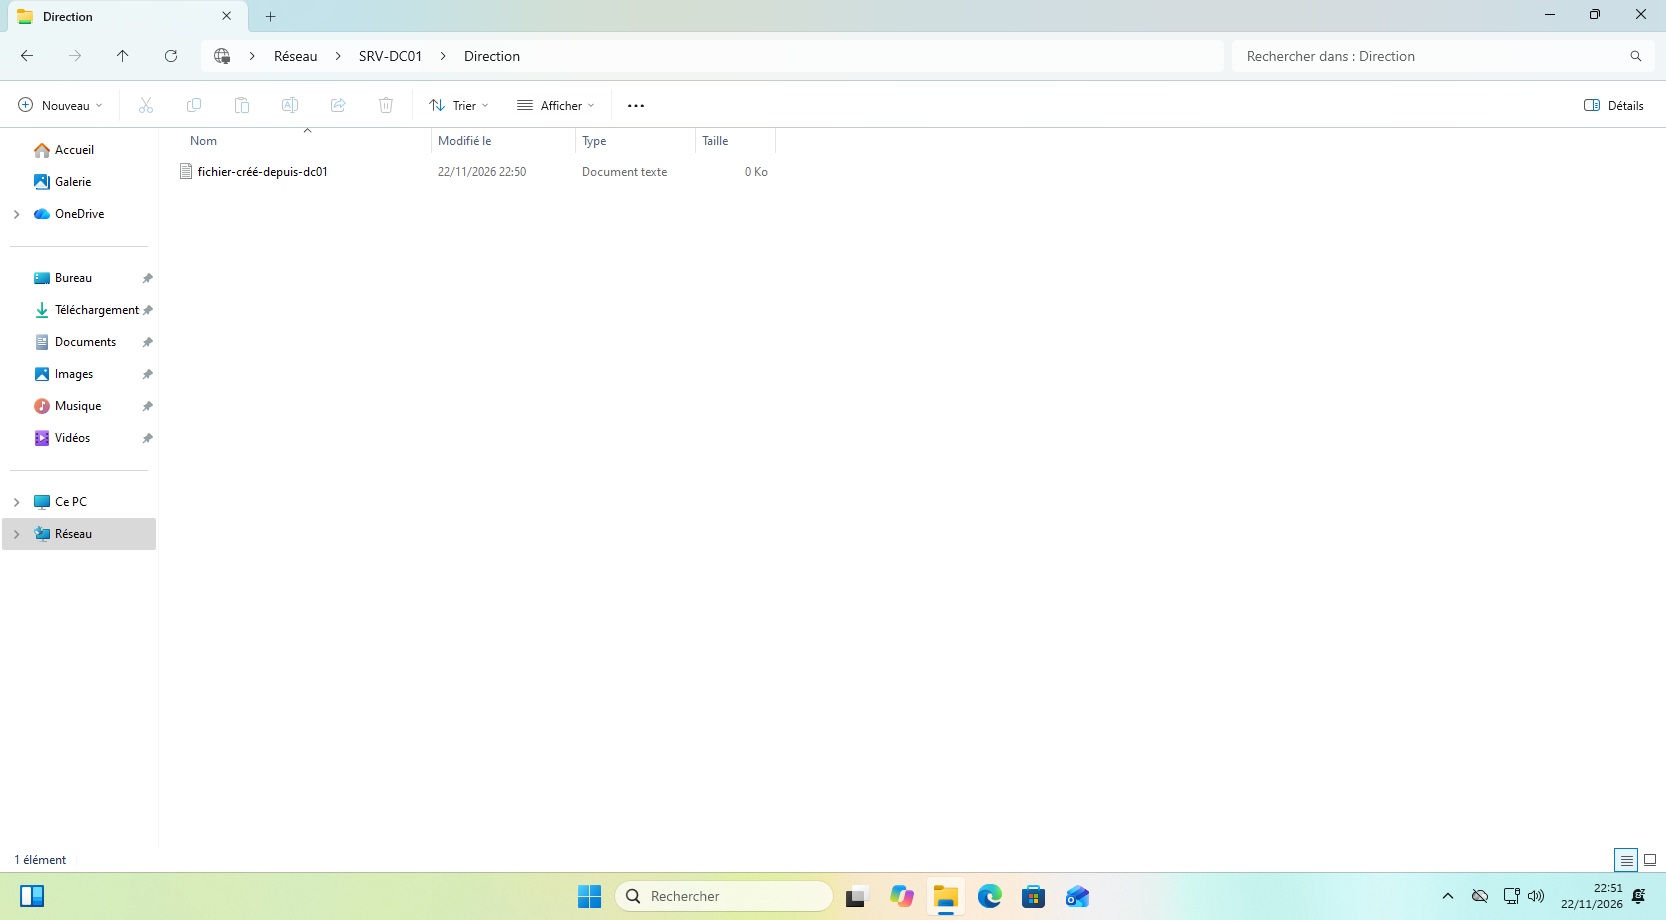 Direction
Réseau
SRV-DC01
Direction
Rechercher dans : Direction
Nouveau
Trier
Afficher
Détails
Nom
Modifié le
Type
Taille
fichier-créé-depuis-dc01
22/11/2026 22:50
Document texte
0 Ko
Accueil
Galerie
OneDrive
Bureau
Téléchargement
Documents
Images
Musique
Vidéos
Ce PC
Réseau
1 élément
Rechercher
22:51
22/11/2026